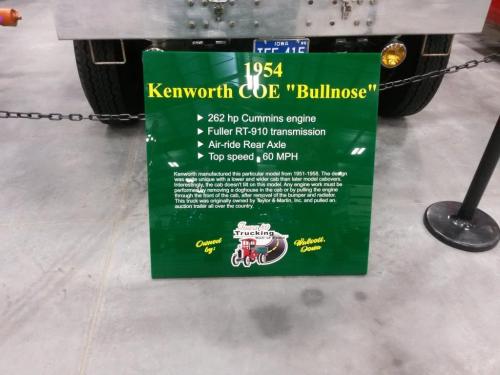 IOWA
1954
Kenworth COE "Bullnose"
262 hp Cummins engine
Fuller RT-910 transmission
Air-ride Rear Axle
Top speed - 60 MPH
Kenworth manufactured this particular model from 1951-1958. The design
was quite unique with a lower and wider cab than later model cabovers.
Interestingly, the cab doesn't tilt on this model. Any engine work must be
performed by removing a doghouse in the cab or by pulling the engine
through the front of the cab, after removal of the bumper and radiator.
This truck was originally owned by Taylor & Martin, Inc. and pulled an
auction trailer all over the country.
Trucking
Owned
by:
Walcott,
Iowa